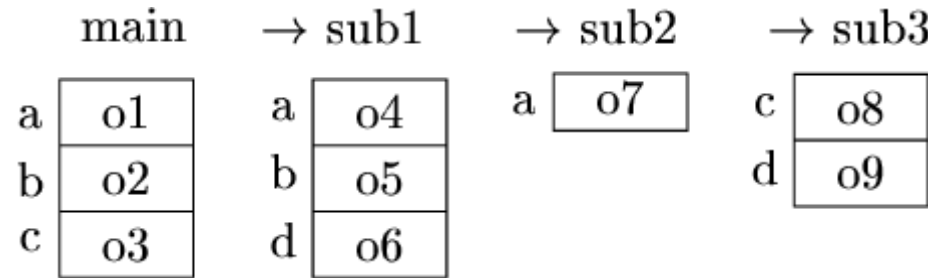 main → sub1 → sub2 → sub3
a o1 a o4 a o7 c o8
b o2 b o5 d o9
c o3 d o6